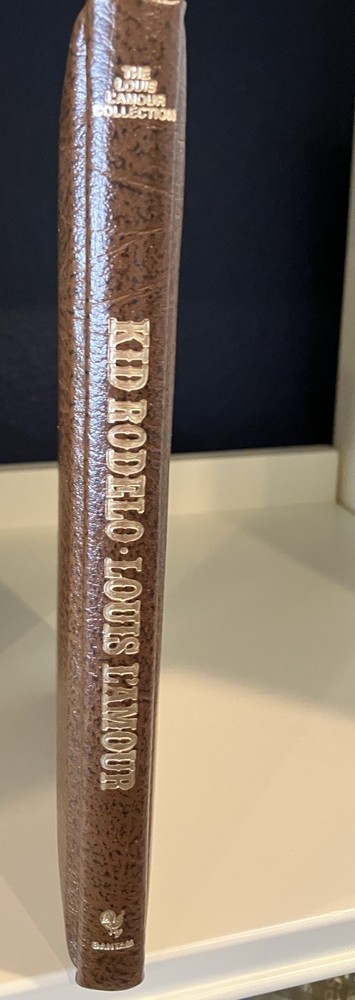 THE
LOUIS
L'AMOUR
COLLECTION
KID RODELO · LOUIS L'AMOUR
BANTAM